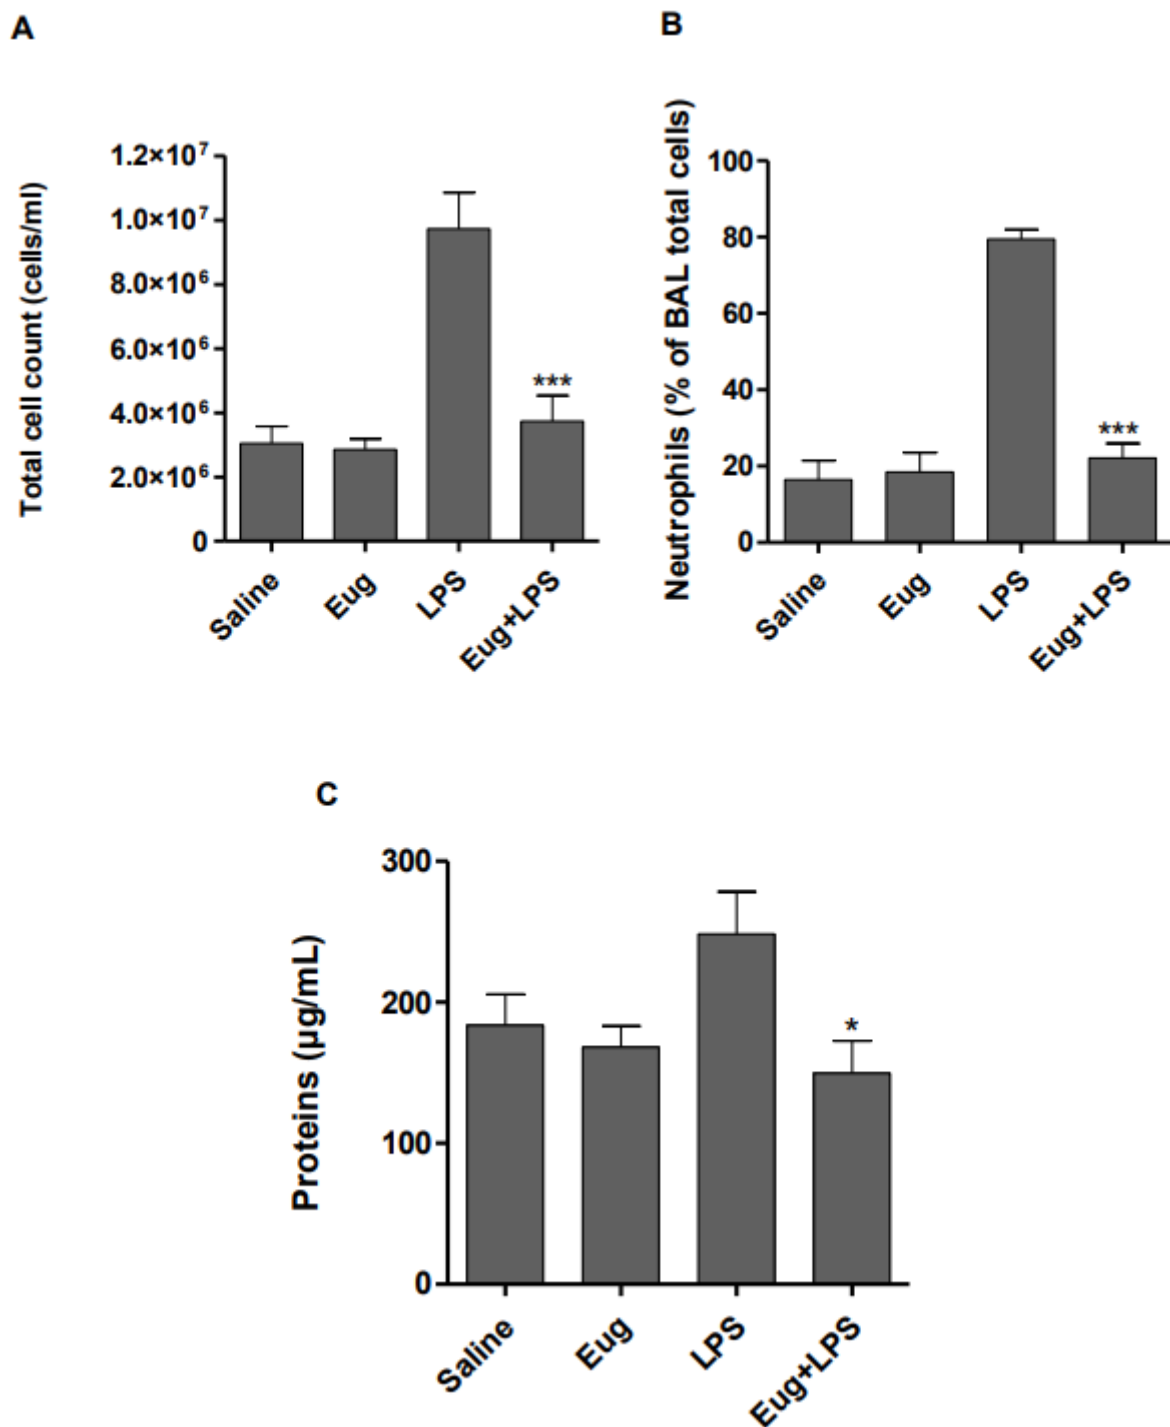 A
Total cell count (cells/ml)
1.2×10⁷
1.0×10⁷
8.0×10⁶
6.0×10⁶
4.0×10⁶
2.0×10⁶
0
***
Saline
Eug
LPS
Eug+LPS
B
Neutrophils (% of BAL total cells)
100
80
60
40
20
0
***
Saline
Eug
LPS
Eug+LPS
C
Proteins (µg/mL)
300
200
100
0
*
Saline
Eug
LPS
Eug+LPS